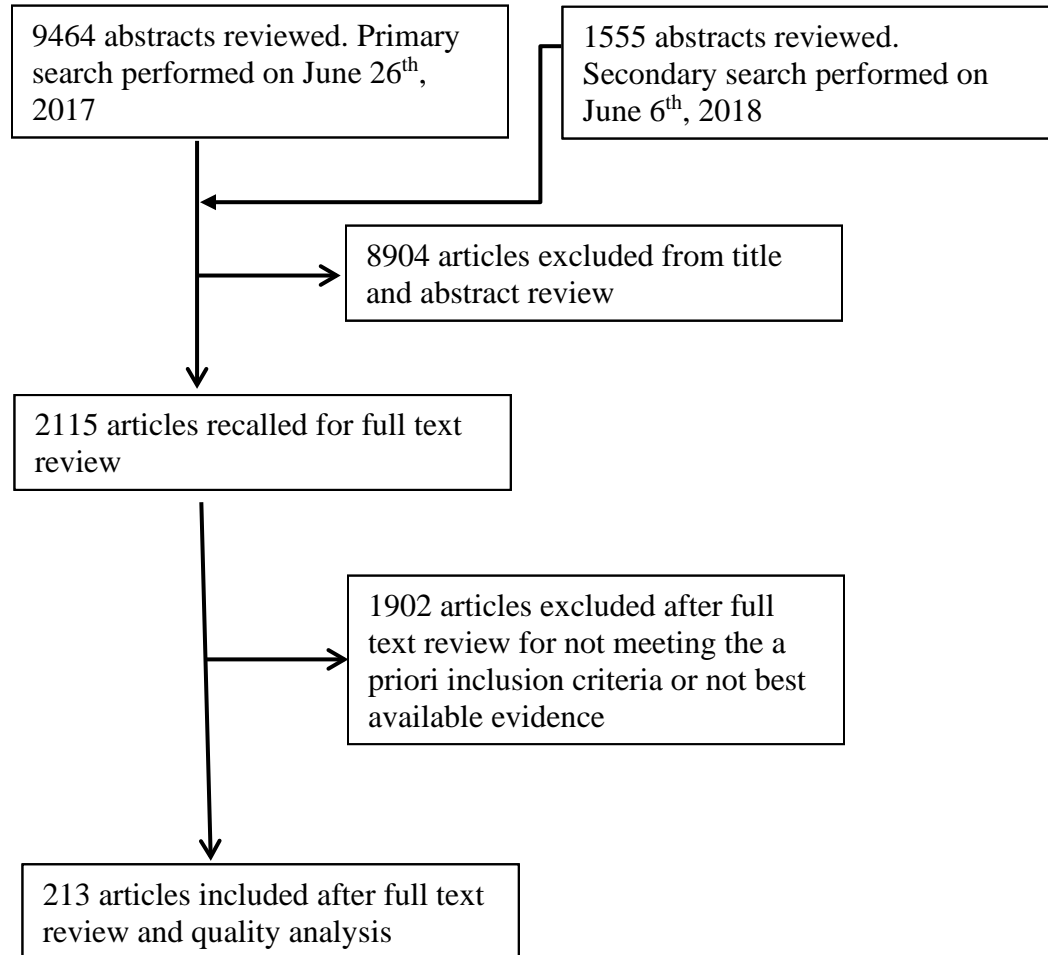 9464 abstracts reviewed. Primary
search performed on June 26th,
2017
1555 abstracts reviewed.
Secondary search performed on
June 6th, 2018
8904 articles excluded from title
and abstract review
2115 articles recalled for full text
review
1902 articles excluded after full
text review for not meeting the a
priori inclusion criteria or not best
available evidence
213 articles included after full text
review and quality analysis